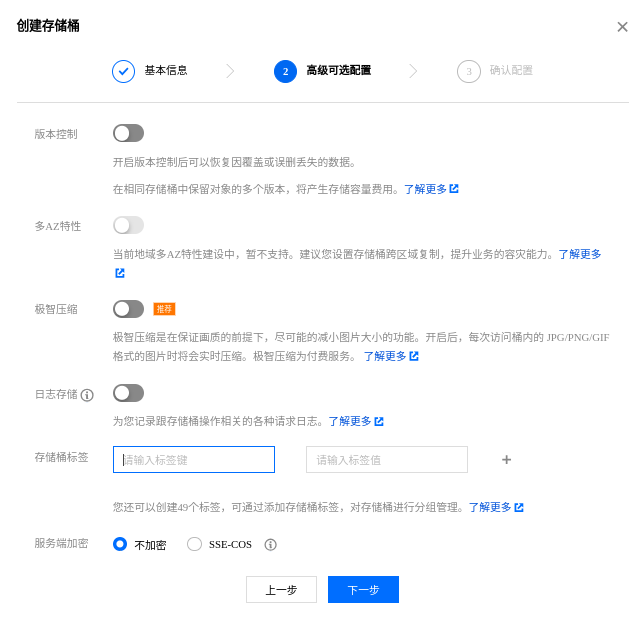 创建存储桶
基本信息
2 高级可选配置
3 确认配置
版本控制
开启版本控制后可以恢复因覆盖或误删丢失的数据。
在相同存储桶中保留对象的多个版本，将产生存储容量费用。了解更多
多AZ特性
当前地域多AZ特性建设中，暂不支持。建议您设置存储桶跨区域复制，提升业务的容灾能力。了解更多
极智压缩 推荐
极智压缩是在保证画质的前提下，尽可能的减小图片大小的功能。开启后，每次访问桶内的 JPG/PNG/GIF
格式的图片时将会实时压缩。极智压缩为付费服务。 了解更多
日志存储
为您记录跟存储桶操作相关的各种请求日志。了解更多
存储桶标签 请输入标签键 请输入标签值 +
您还可以创建49个标签，可通过添加存储桶标签，对存储桶进行分组管理。了解更多
服务端加密 不加密 SSE-COS
上一步 下一步